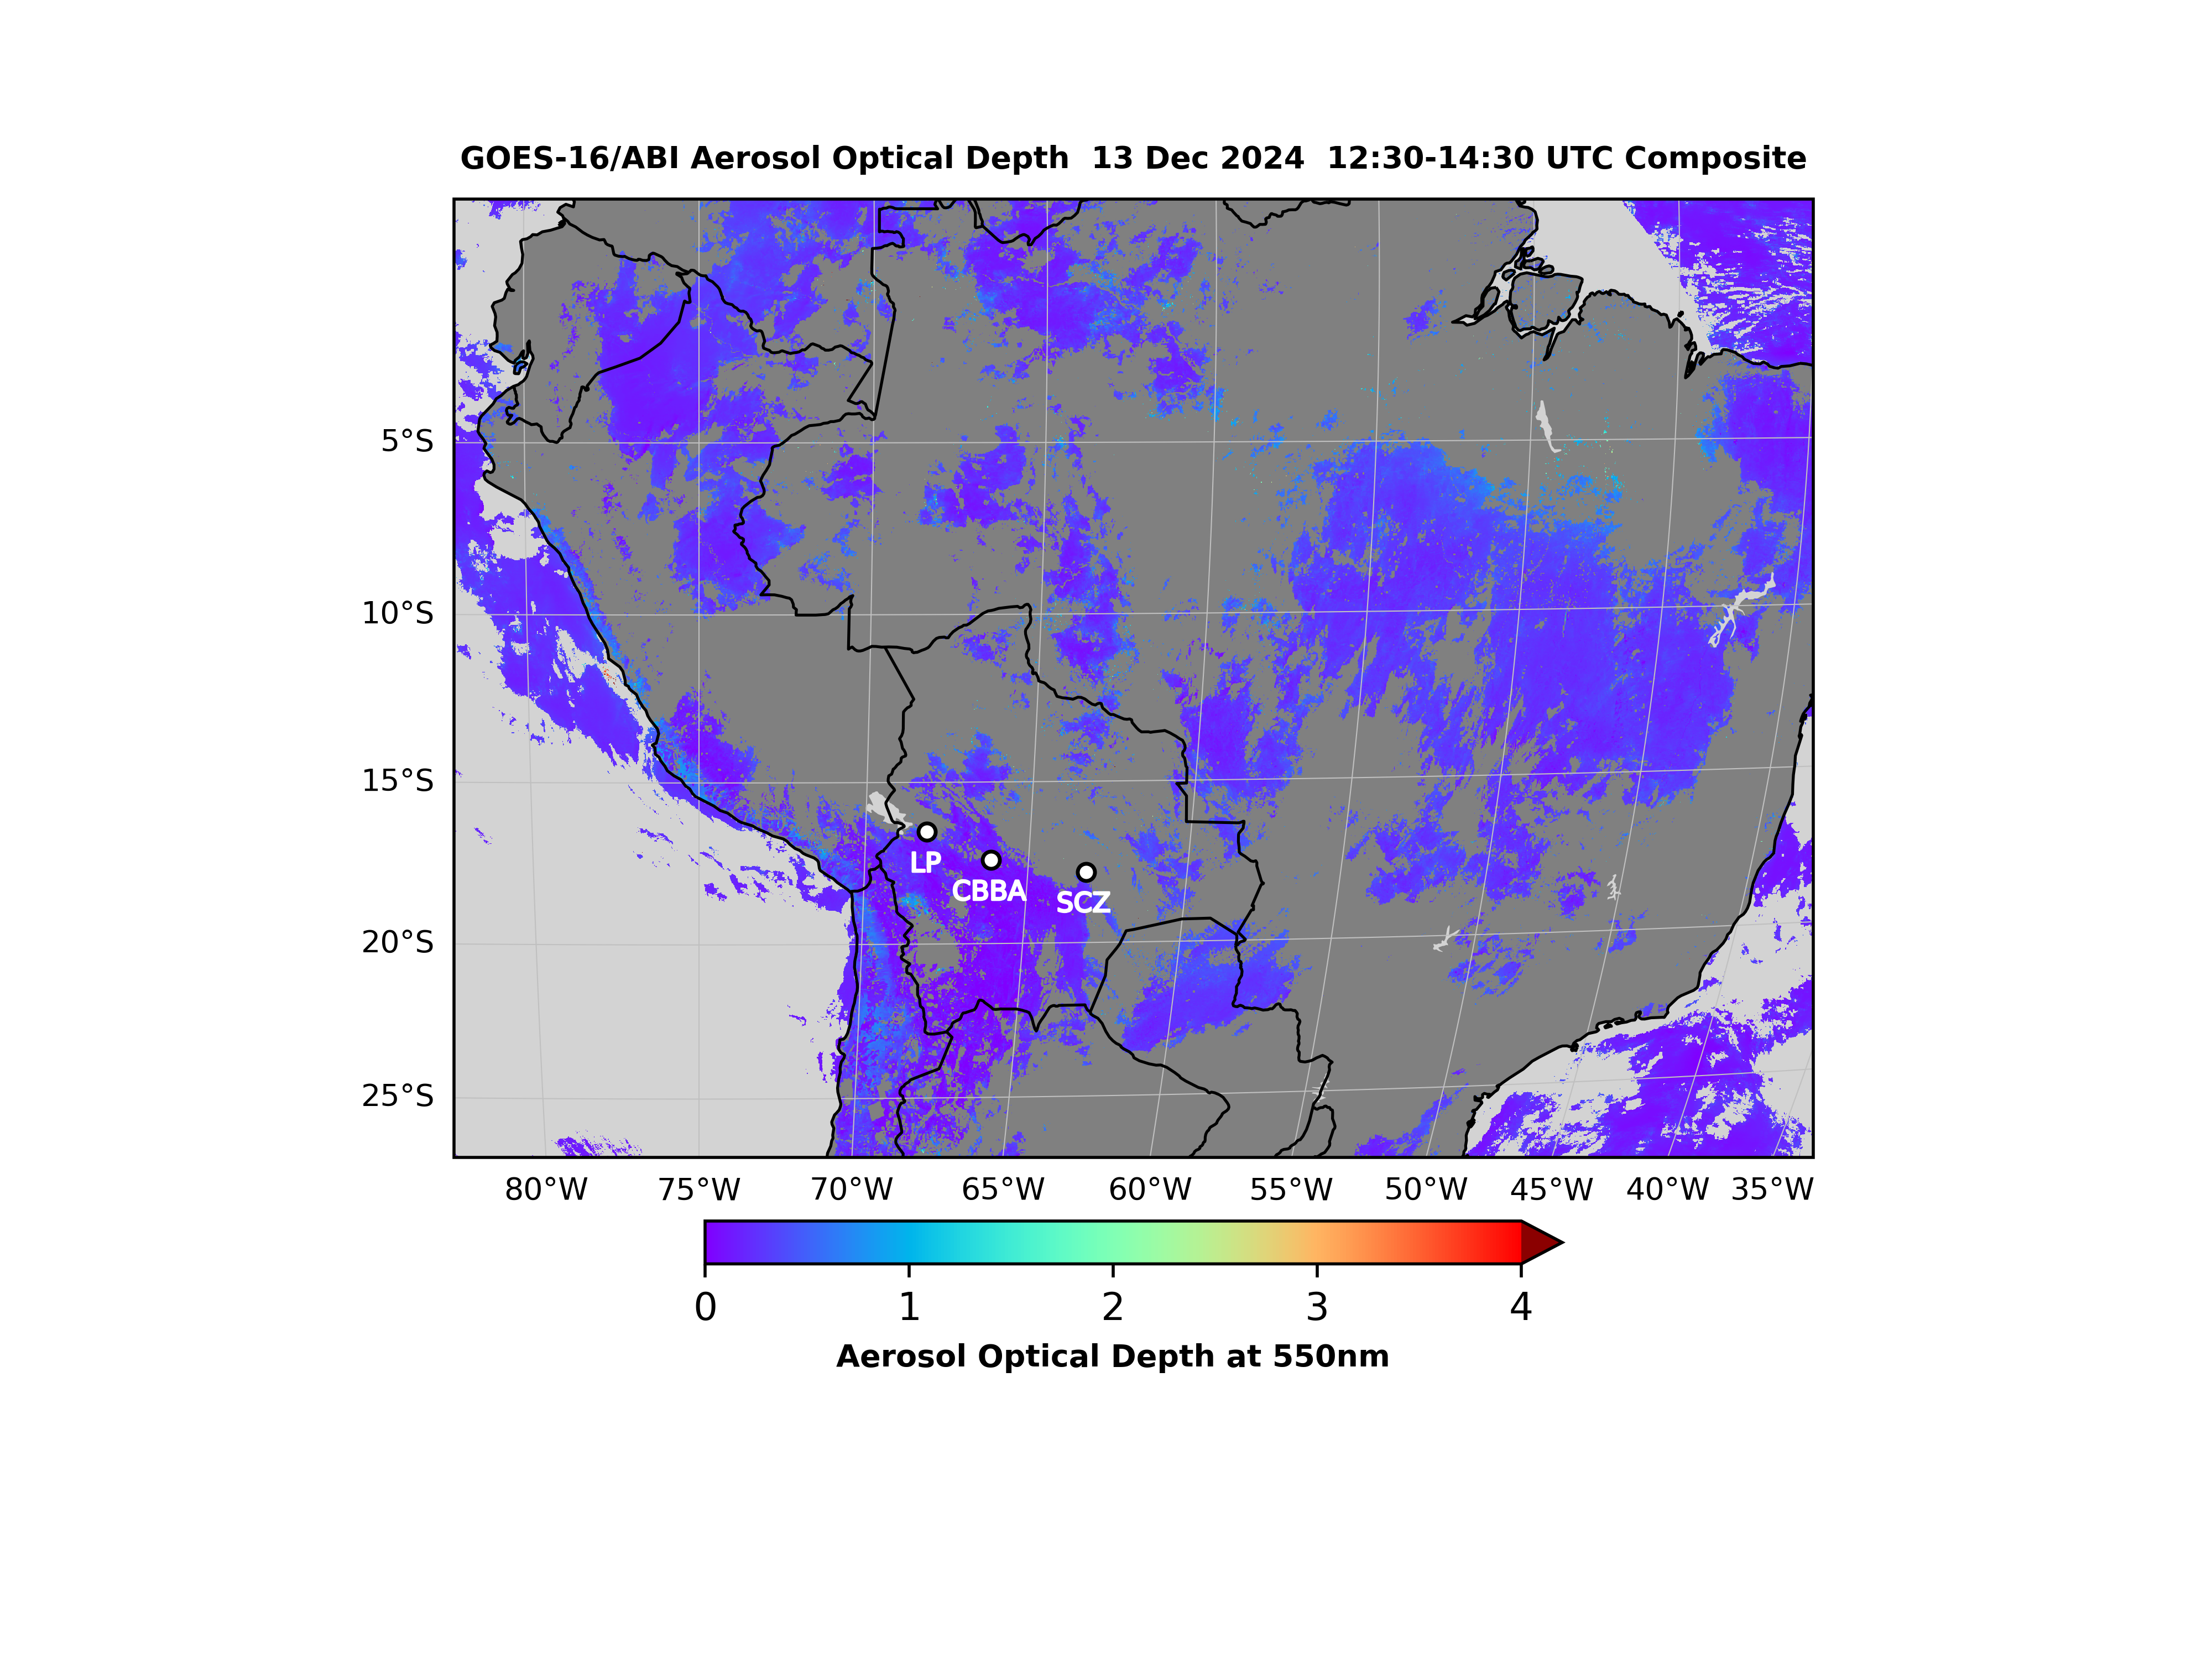 GOES-16/ABI Aerosol Optical Depth  13 Dec 2024  12:30-14:30 UTC Composite
5°S
10°S
15°S
LP
CBBA
SCZ
20°S
25°S
80°W 75°W 70°W 65°W 60°W 55°W 50°W 45°W 40°W 35°W
0 1 2 3 4
Aerosol Optical Depth at 550nm